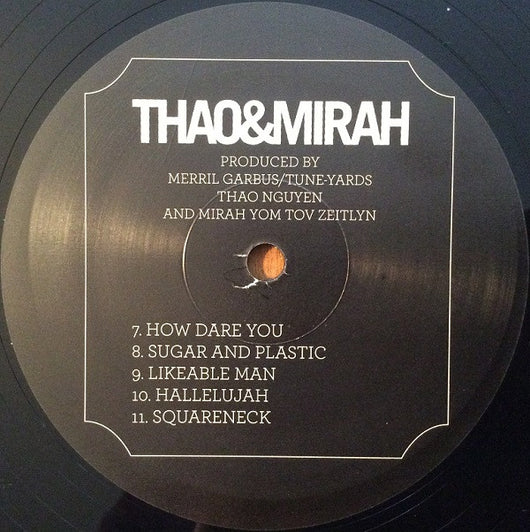 THAO&MIRAH
PRODUCED BY
MERRIL GARBUS/TUNE-YARDS
THAO NGUYEN
AND MIRAH YOM TOV ZEITLYN
7. HOW DARE YOU
8. SUGAR AND PLASTIC
9. LIKEABLE MAN
10. HALLELUJAH
11. SQUARENECK